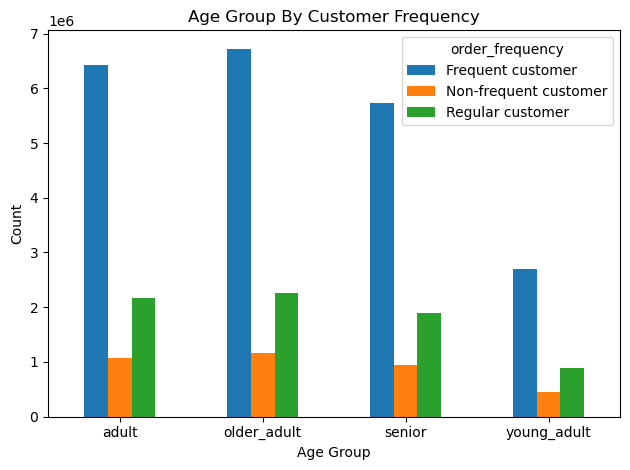 Age Group By Customer Frequency
1e6
7
6
5
4
3
2
1
0
Count
order_frequency
Frequent customer
Non-frequent customer
Regular customer
adult older_adult senior young_adult
Age Group